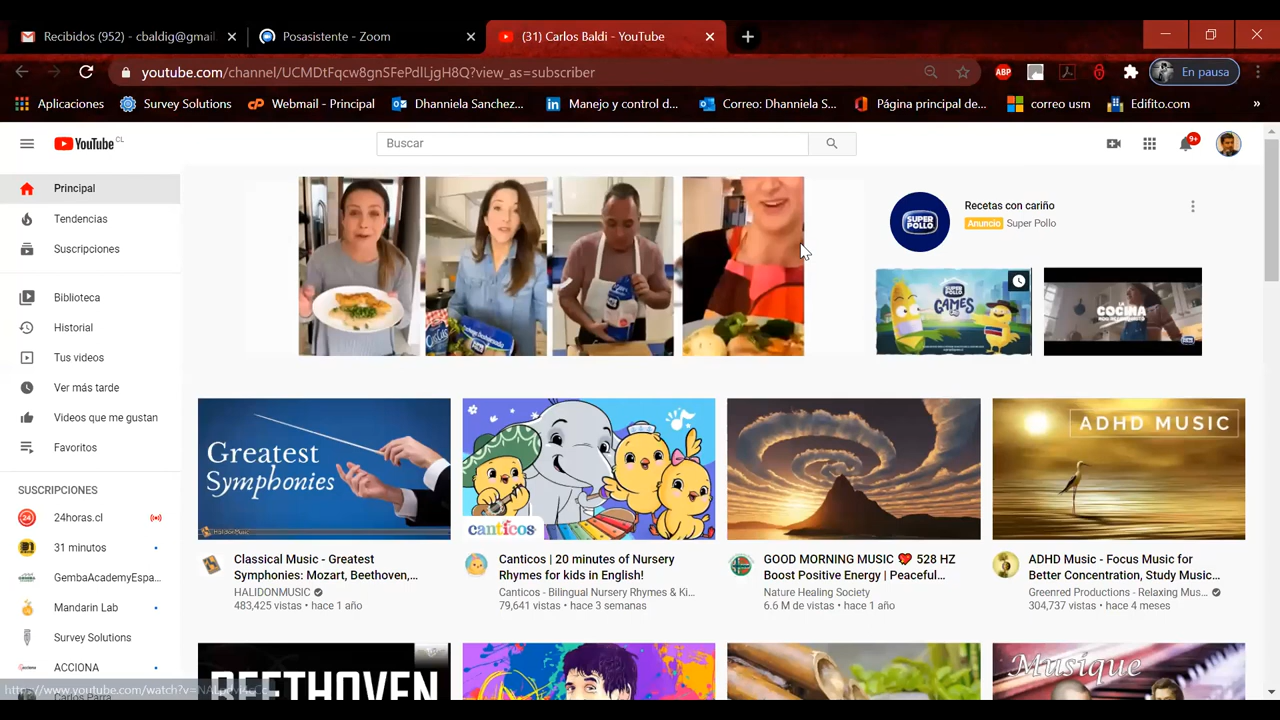 Recibidos (952) - cbaldig@gmail.
Posasistente - Zoom
(31) Carlos Baldi - YouTube
youtube.com/channel/UCMDtFqcw8gnSFePdlLjgH8Q?view_as=subscriber
ABP
En pausa
Aplicaciones
Survey Solutions
Webmail - Principal
Dhanniela Sanchez...
Manejo y control d...
Correo: Dhanniela S...
Página principal de...
correo usm
Edifito.com
YouTube CL
Buscar
9+
Principal
Tendencias
Suscripciones
Biblioteca
Historial
Tus videos
Ver más tarde
Videos que me gustan
Favoritos
SUSCRIPCIONES
24horas.cl
31 minutos
GembaAcademyEspa...
Mandarin Lab
Survey Solutions
ACCIONA
SUPER POLLO
Recetas con cariño
Anuncio Super Pollo
SUPER POLLO GAMES
LA COCINA
Greatest
Symphonies
HALIDONMUSIC
canticos
ADHD MUSIC
Classical Music - Greatest
Symphonies: Mozart, Beethoven,...
HALIDONMUSIC
483,425 vistas • hace 1 año
Canticos | 20 minutes of Nursery
Rhymes for kids in English!
Canticos - Bilingual Nursery Rhymes & Ki...
79,641 vistas • hace 3 semanas
GOOD MORNING MUSIC ❤️ 528 HZ
Boost Positive Energy | Peaceful...
Nature Healing Society
6.6 M de vistas • hace 1 año
ADHD Music - Focus Music for
Better Concentration, Study Music...
Greenred Productions - Relaxing Mus...
304,737 vistas • hace 4 meses
BEETHOVEN
Musique